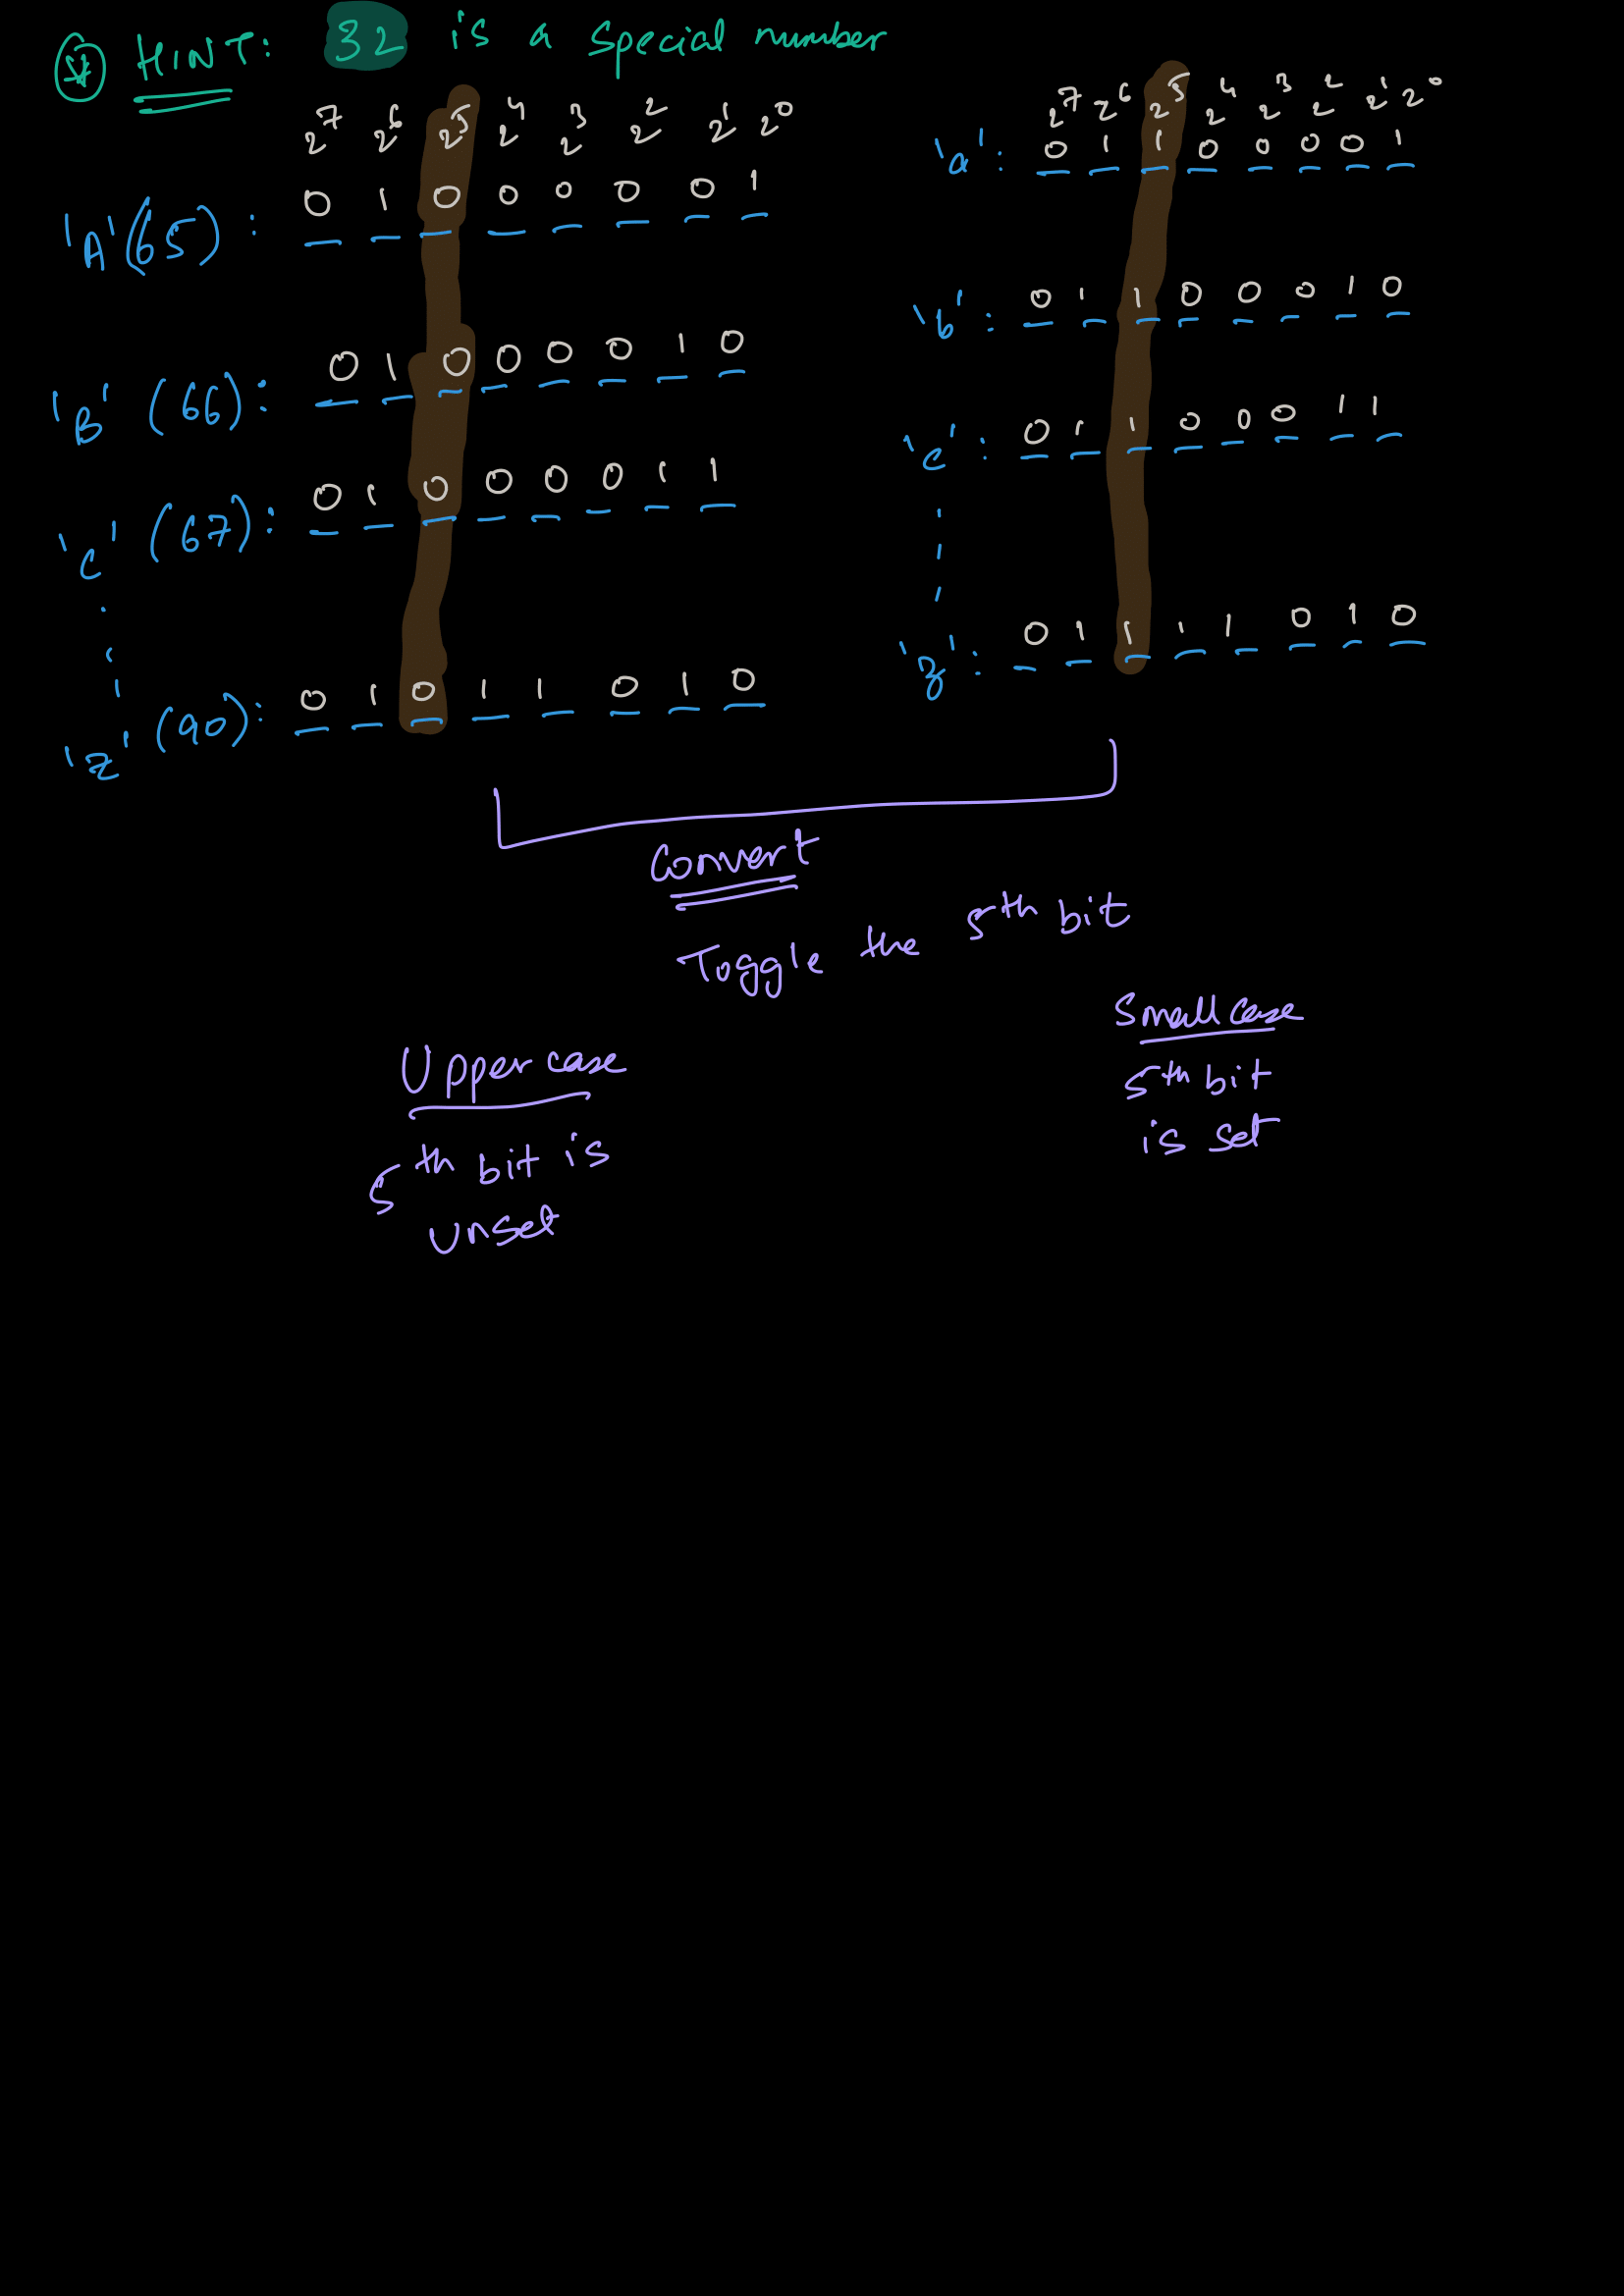 * HINT: 32 is a special number
2^7 2^6 2^5 2^4 2^3 2^2 2^1 2^0
'A' (65): 0 1 0 0 0 0 0 1
'B' (66): 0 1 0 0 0 0 1 0
'C' (67): 0 1 0 0 0 0 1 1
'Z' (90): 0 1 0 1 1 0 1 0
2^7 2^6 2^5 2^4 2^3 2^2 2^1 2^0
'a': 0 1 1 0 0 0 0 1
'b': 0 1 1 0 0 0 1 0
'c': 0 1 1 0 0 0 1 1
'z': 0 1 1 1 1 0 1 0
Convert
Toggle the 5th bit
Upper case
5th bit is
unset
Small case
5th bit
is set